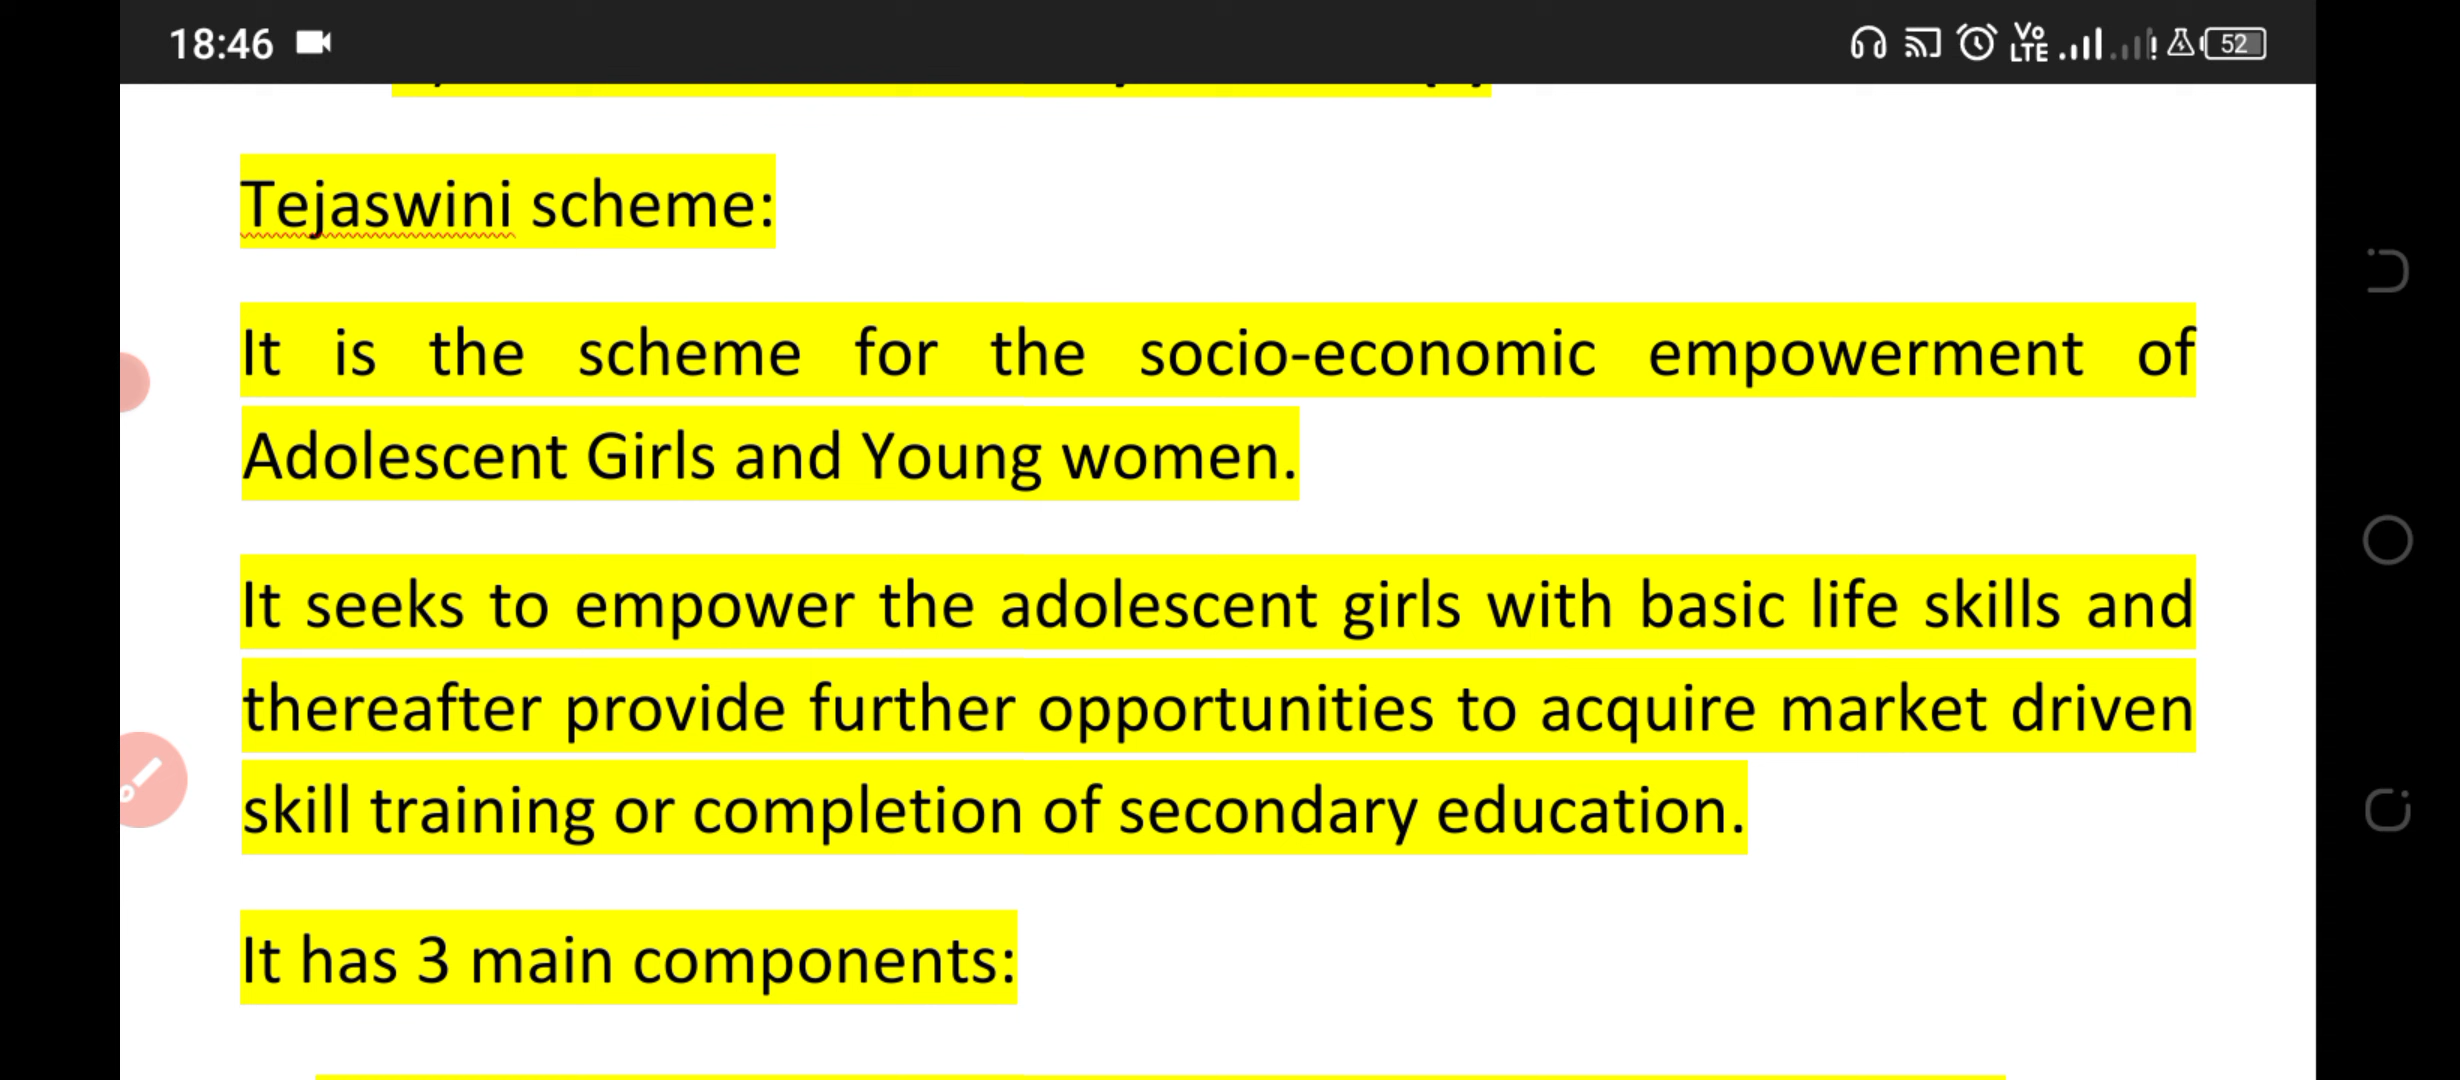 18:46
Vo
LTE
52
Tejaswini scheme:
It is the scheme for the socio-economic empowerment of
Adolescent Girls and Young women.
It seeks to empower the adolescent girls with basic life skills and
thereafter provide further opportunities to acquire market driven
skill training or completion of secondary education.
It has 3 main components: